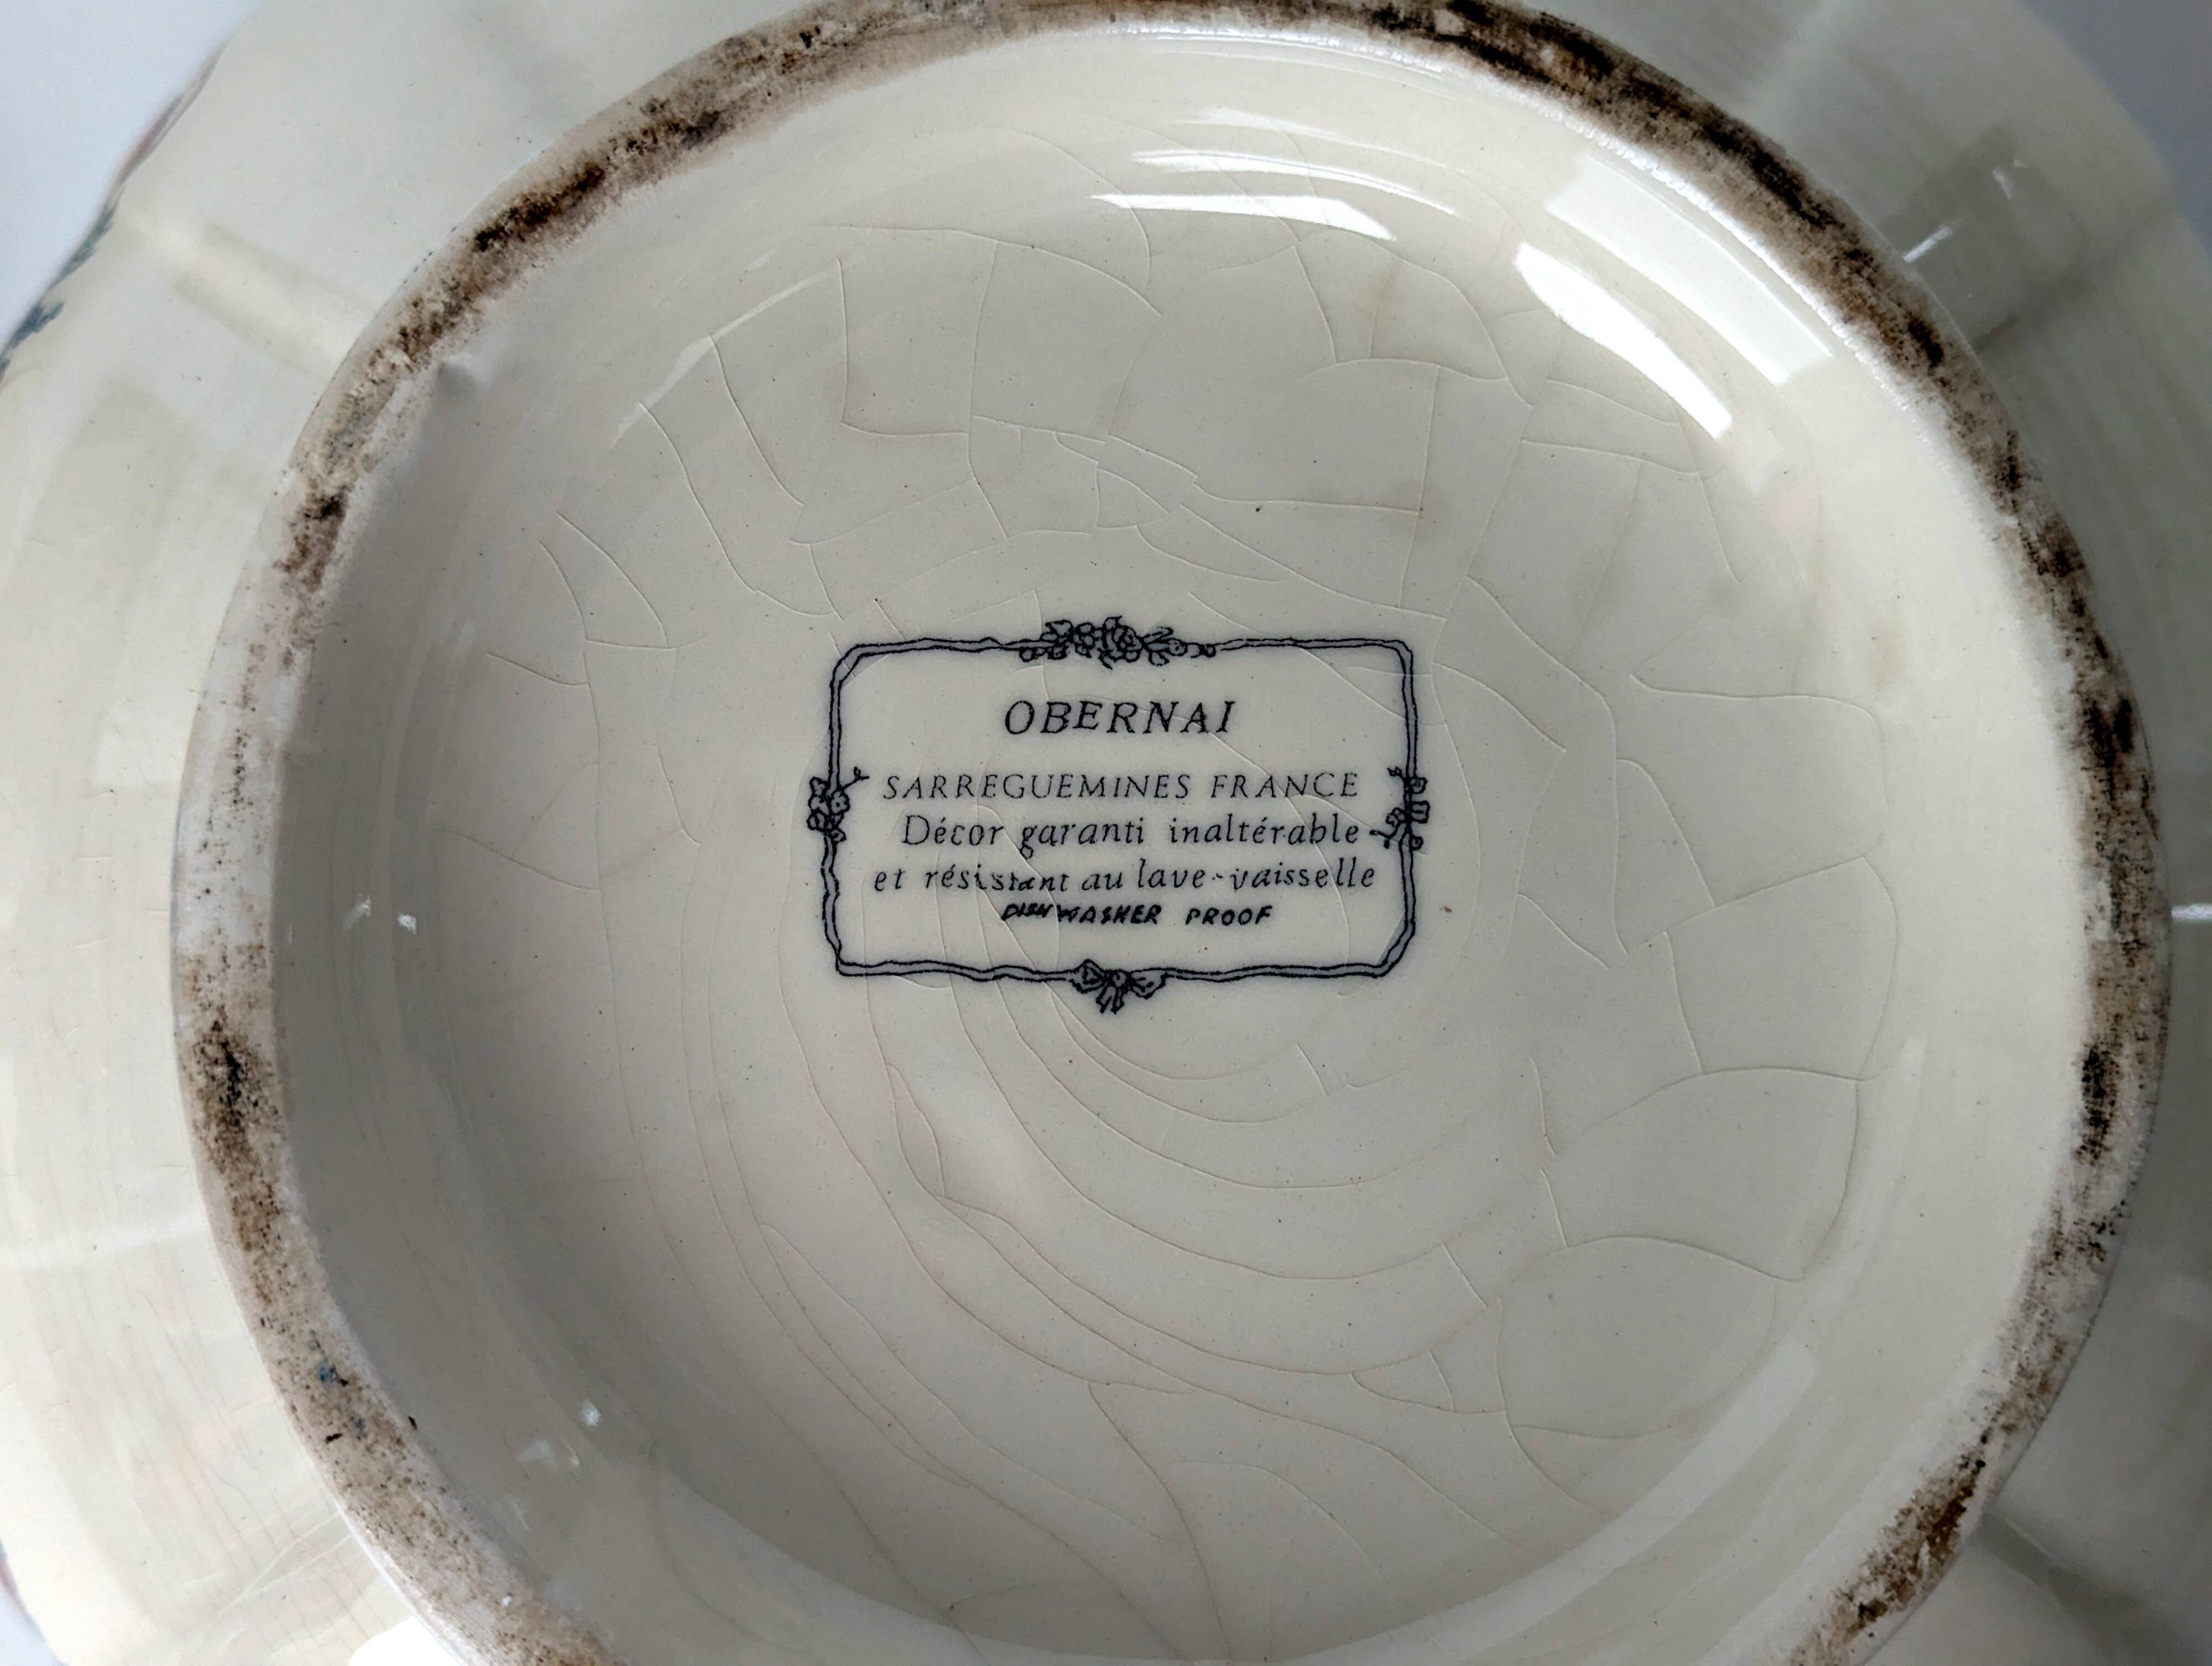 OBERNAI
SARREGUEMINES FRANCE
Décor garanti inaltérable
et résistant au lave-vaisselle
DISHWASHER PROOF